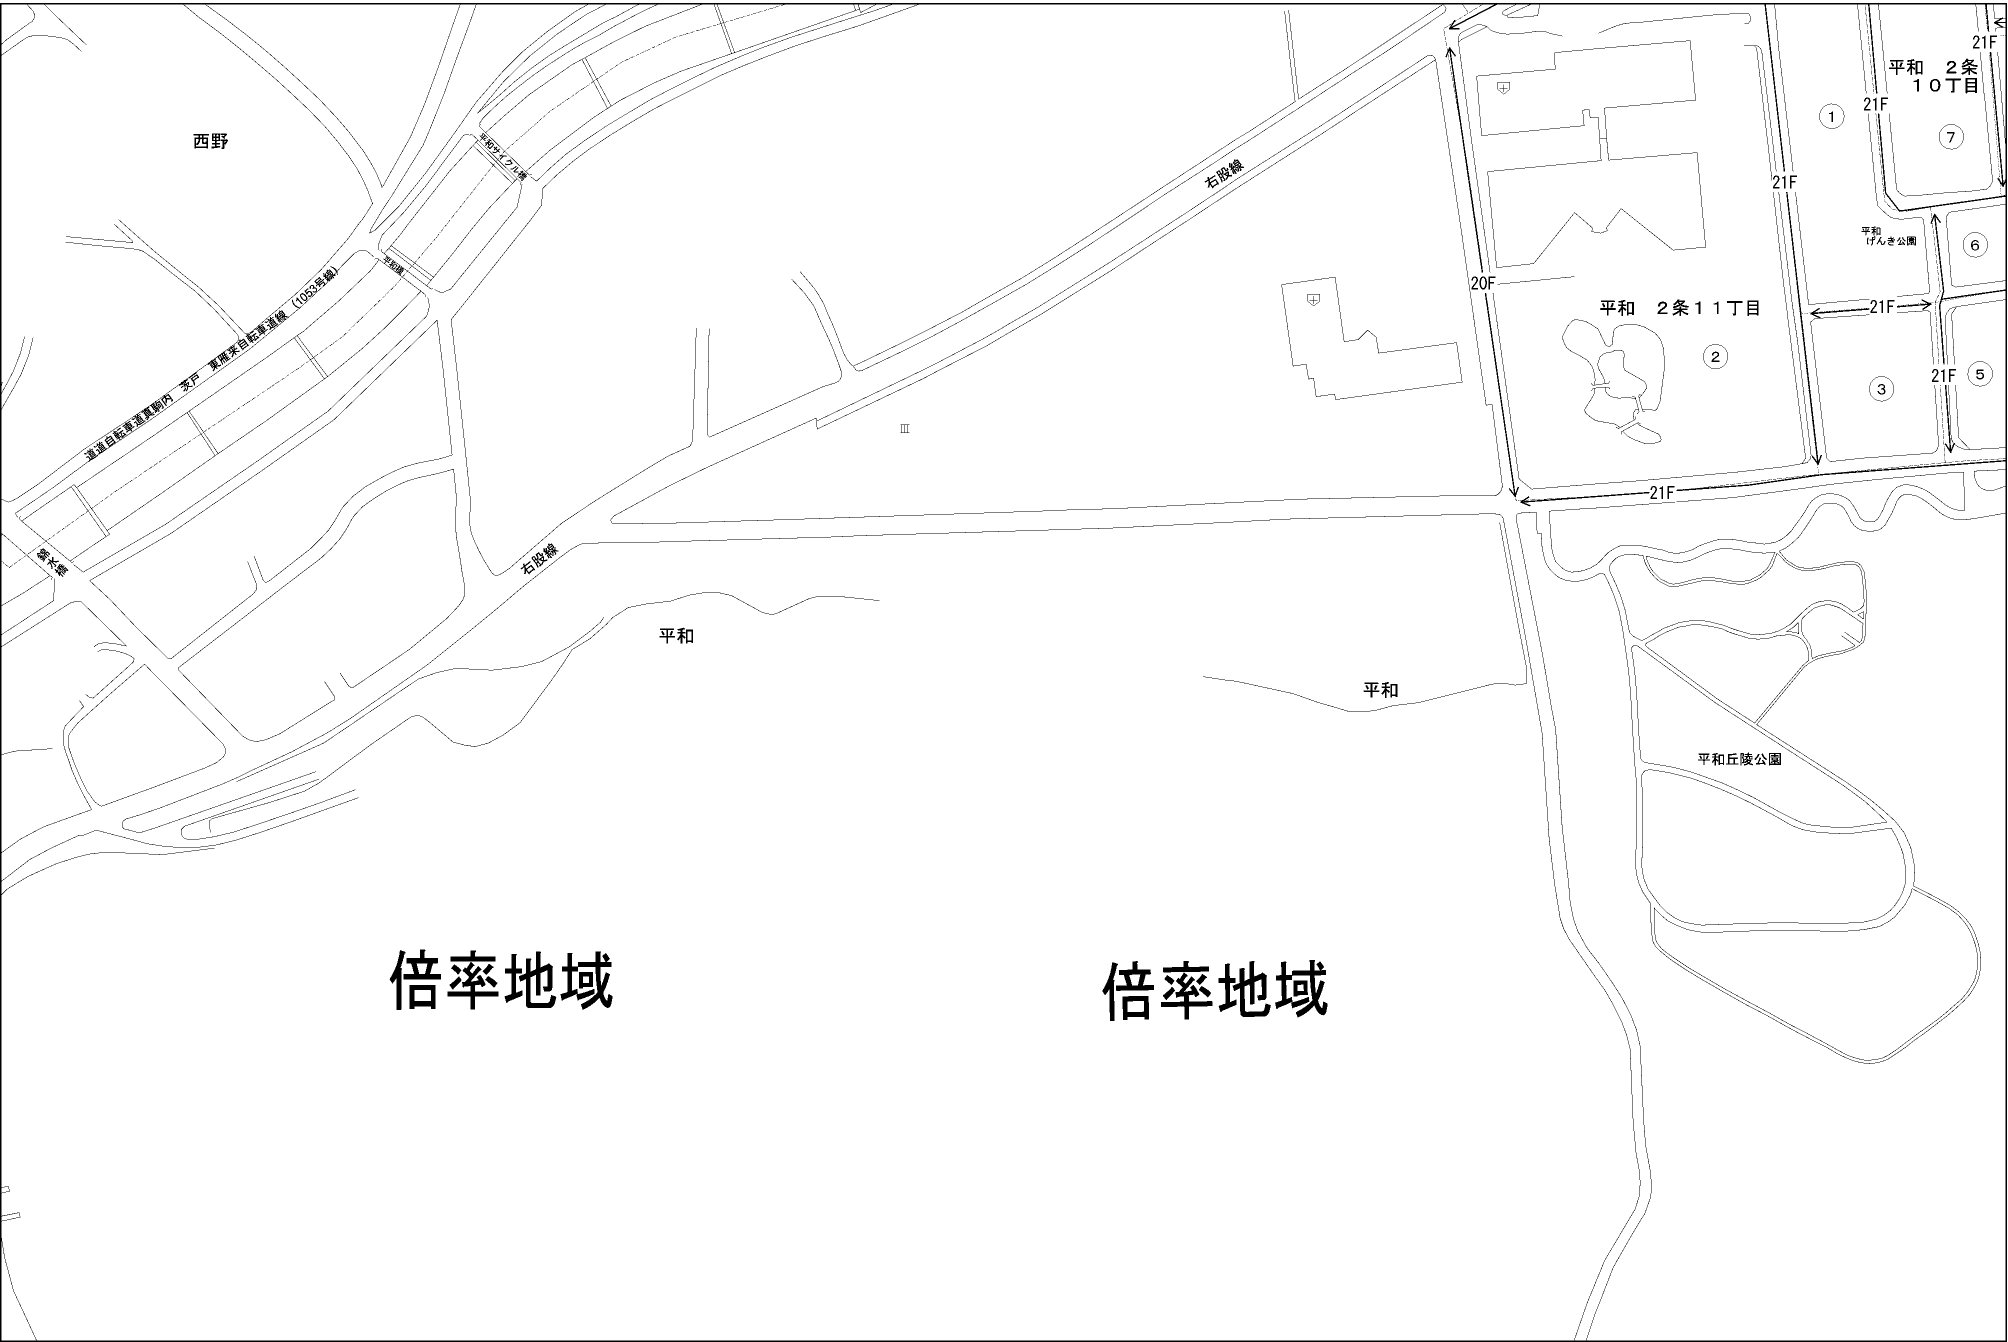 21F
平和　２条
１０丁目
21F
①
⑦
西野
平和サイクル橋
右股線
21F
平和
げんき公園
⑥
平和橋
20F
道道自転車道真駒内　茨戸　東雁来自転車道線（1053号線）
平和　２条１１丁目
21F
②
21F
⑤
③
21F
錦水橋
右股線
平和
平和
平和丘陵公園
倍率地域
倍率地域